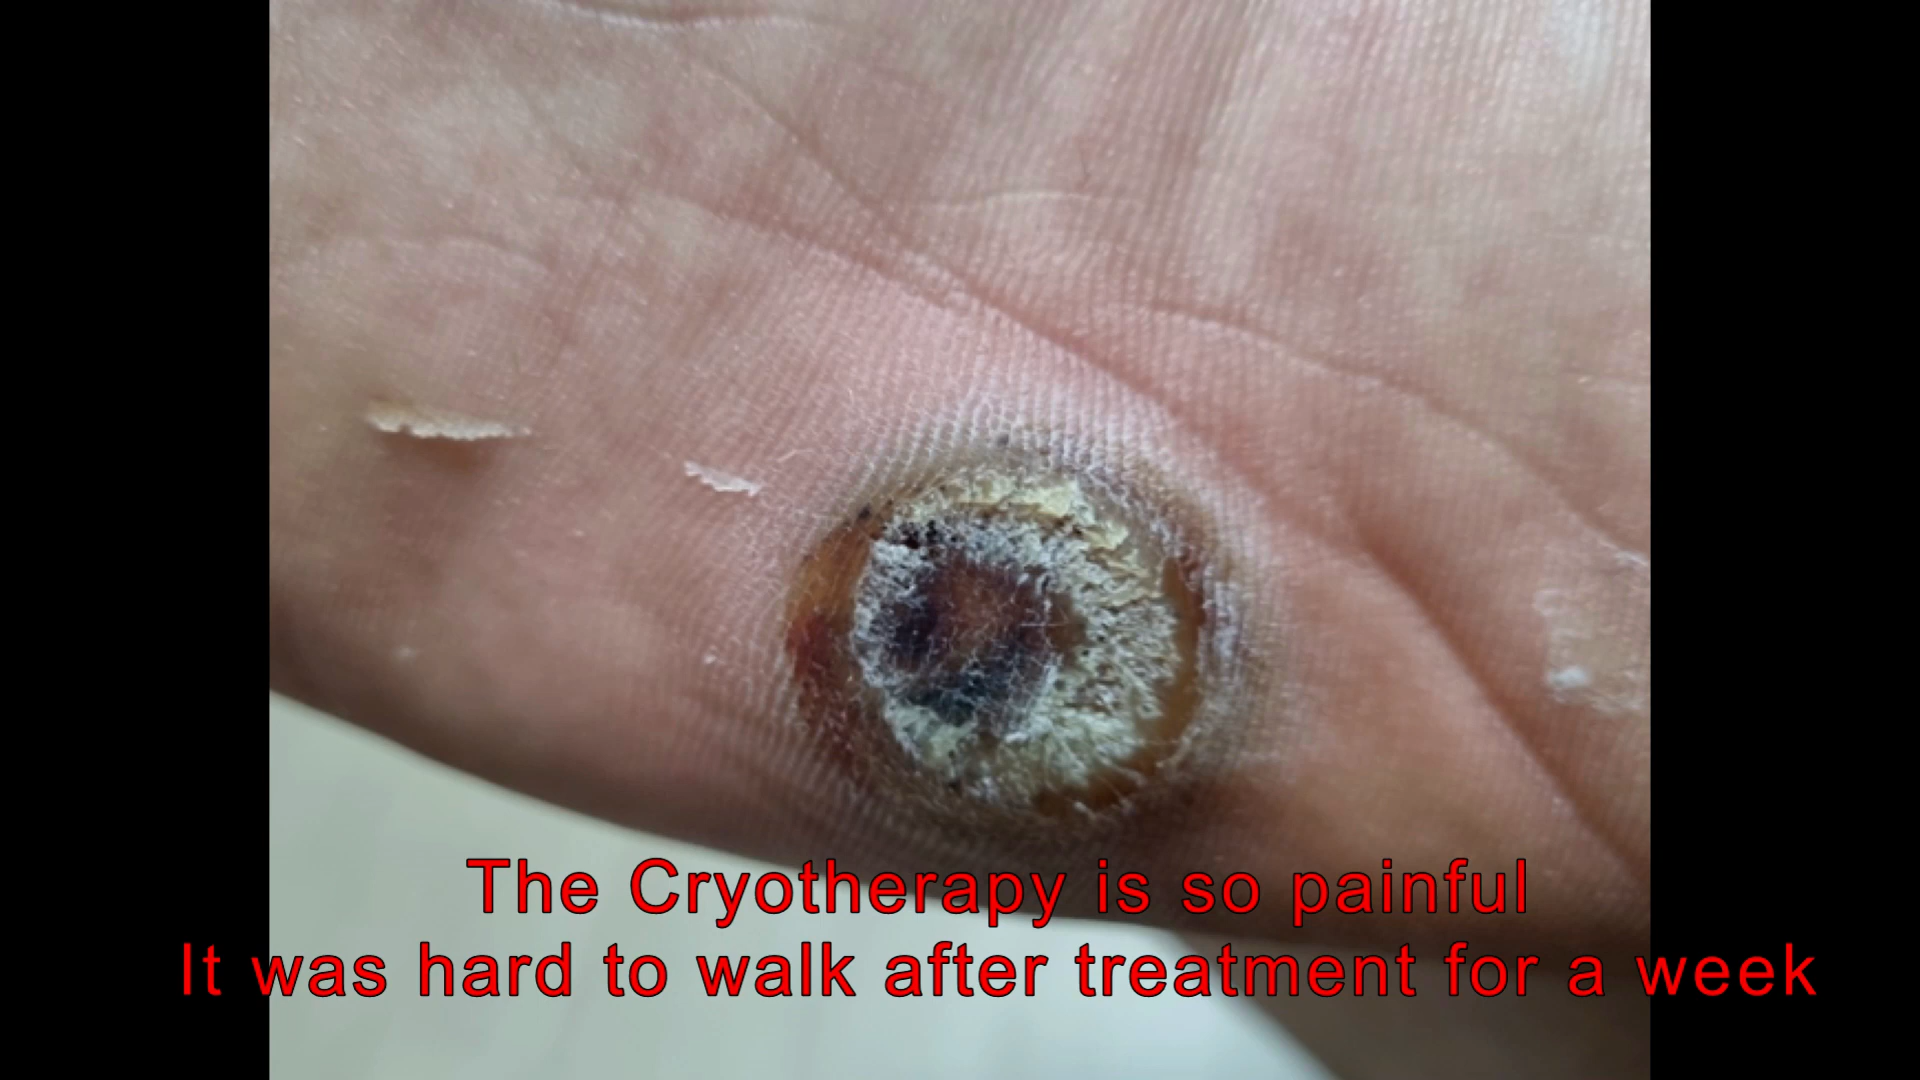 The Cryotherapy is so painful
It was hard to walk after treatment for a week